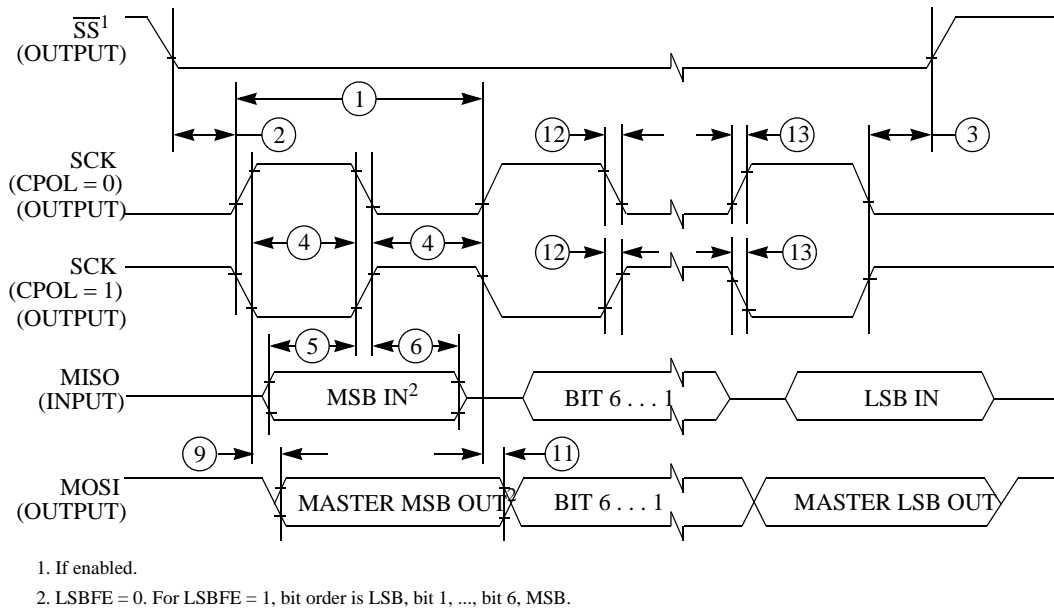 SS¹
(OUTPUT)
1
2
12
13
3
SCK
(CPOL = 0)
(OUTPUT)
4
4
12
13
SCK
(CPOL = 1)
(OUTPUT)
5
6
MISO
(INPUT)
MSB IN²
BIT 6 . . . 1
LSB IN
9
11
MOSI
(OUTPUT)
MASTER MSB OUT²
BIT 6 . . . 1
MASTER LSB OUT
1. If enabled.
2. LSBFE = 0. For LSBFE = 1, bit order is LSB, bit 1, ..., bit 6, MSB.